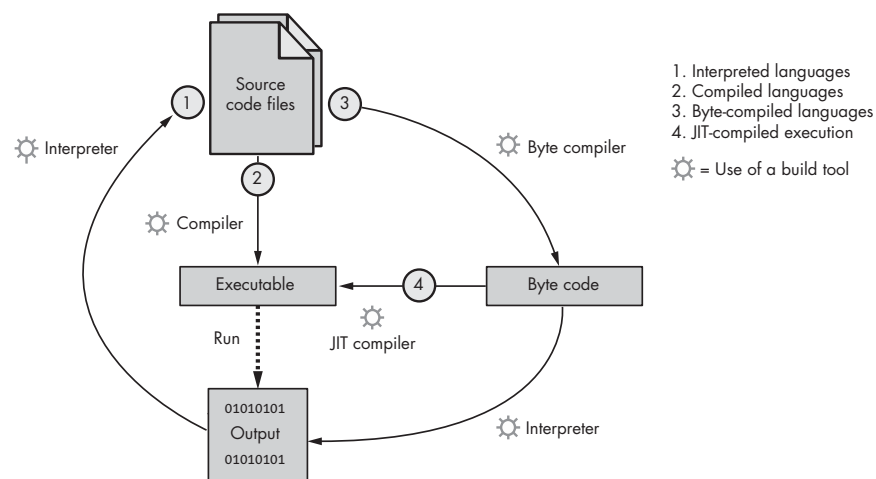 Source
code files
1
3
1. Interpreted languages
2. Compiled languages
3. Byte-compiled languages
4. JIT-compiled execution
= Use of a build tool
Interpreter
Byte compiler
2
Compiler
Executable
4
Byte code
Run
JIT compiler
01010101
Output
01010101
Interpreter